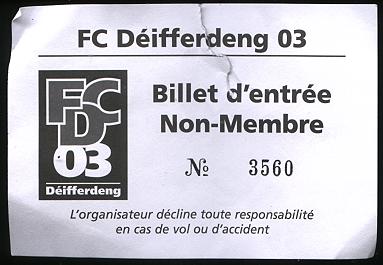 FC Déifferdeng 03
FDC
03
Déifferdeng
Billet d'entrée
Non-Membre
№ 3560
L'organisateur décline toute responsabilité
en cas de vol ou d'accident